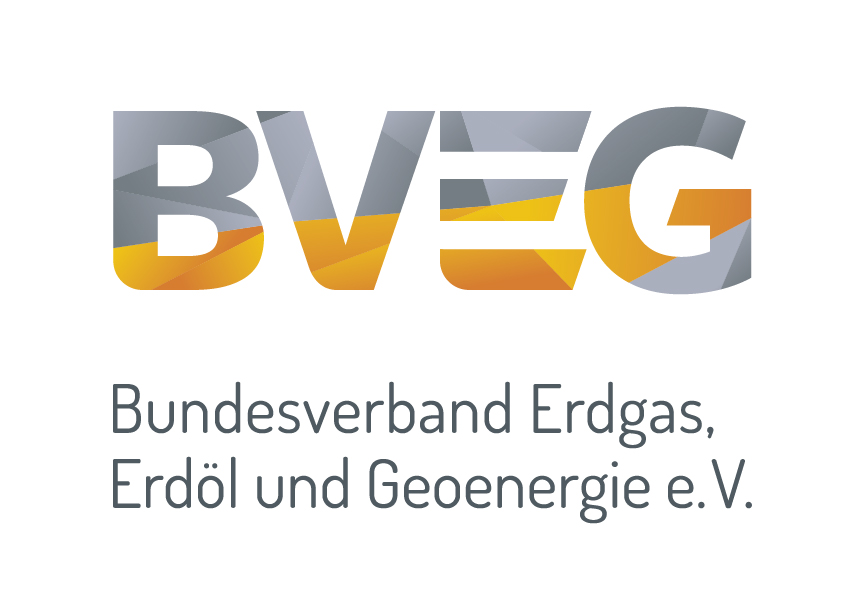 BVEG
Bundesverband Erdgas,
Erdöl und Geoenergie e. V.